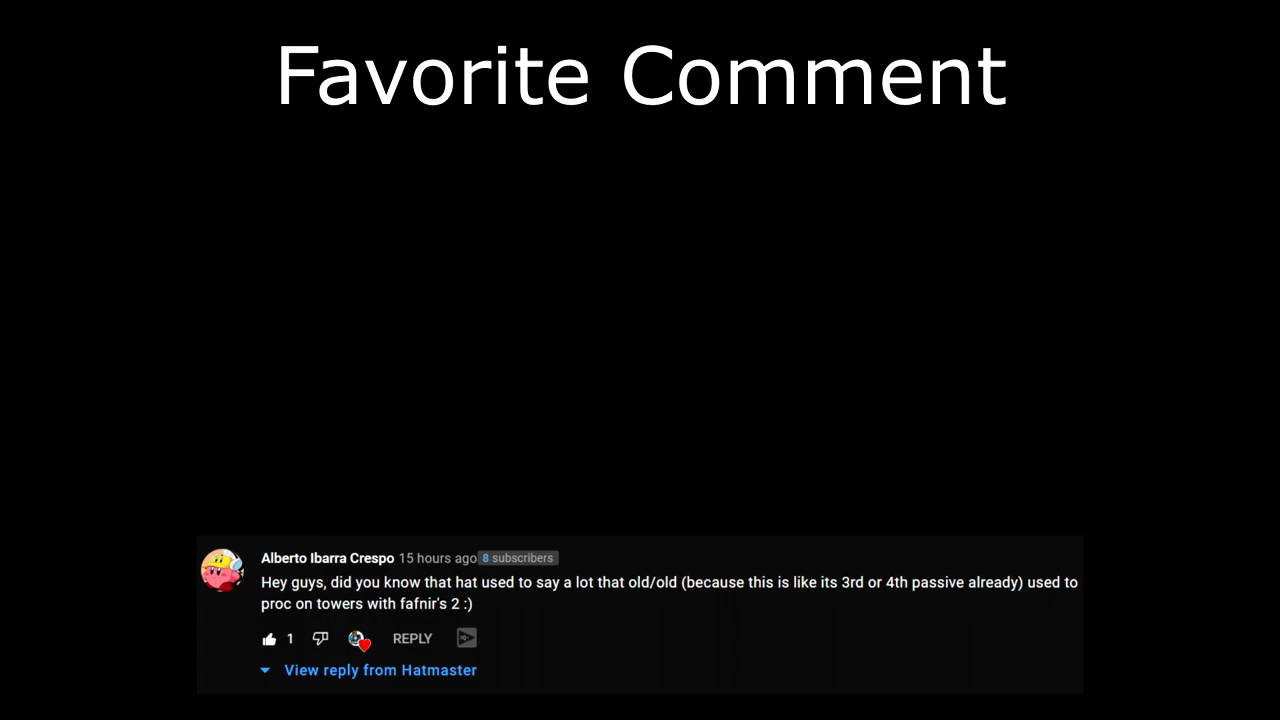 Favorite Comment
Alberto Ibarra Crespo 15 hours ago 8 subscribers
Hey guys, did you know that hat used to say a lot that old/old (because this is like its 3rd or 4th passive already) used to
proc on towers with fafnir's 2 :)
1 REPLY
View reply from Hatmaster